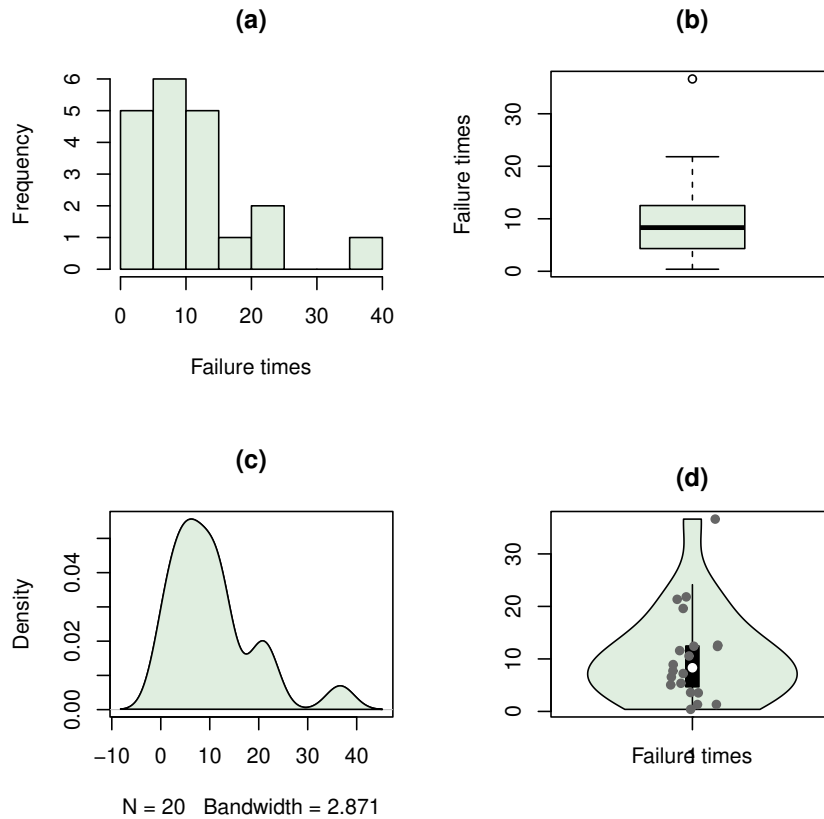 (a)
Frequency
0 1 2 3 4 5 6
0 10 20 30 40
Failure times
(b)
Failure times
0 10 20 30
(c)
Density
0.00 0.02 0.04
−10 0 10 20 30 40
N = 20 Bandwidth = 2.871
(d)
0 10 20 30
1
Failure times